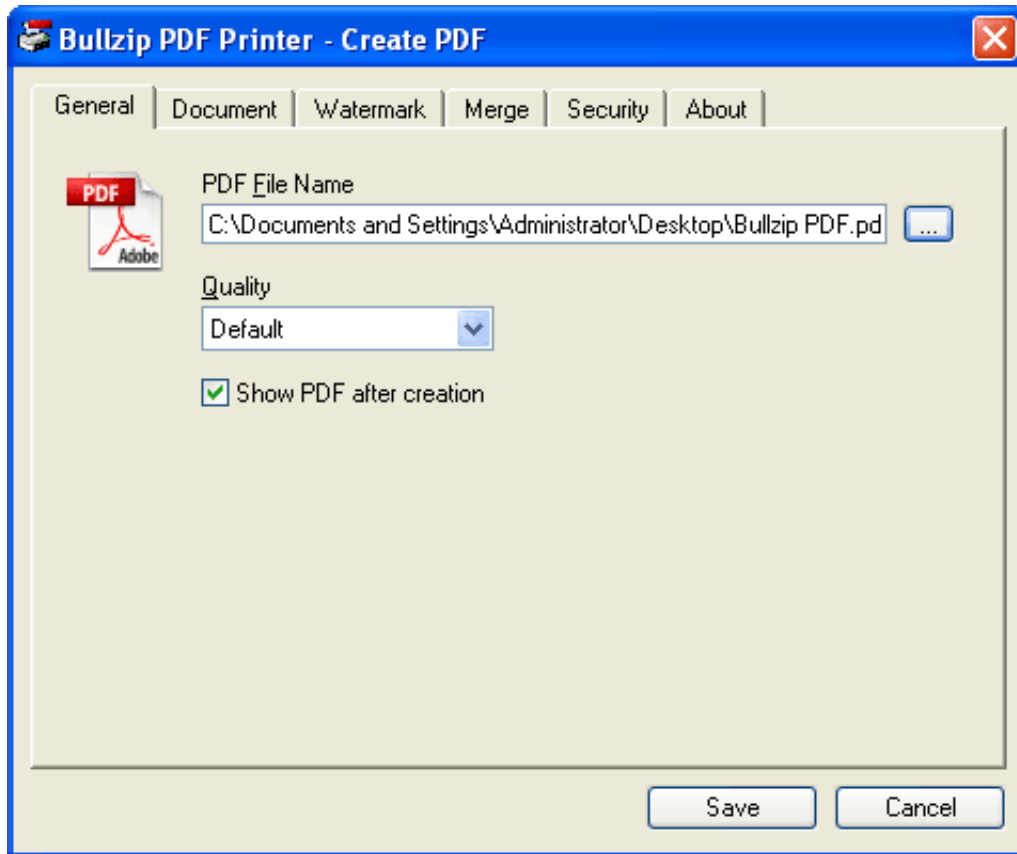 Bullzip PDF Printer - Create PDF
General Document Watermark Merge Security About
PDF
Adobe
PDF File Name
C:\Documents and Settings\Administrator\Desktop\Bullzip PDF.pd ...
Quality
Default
Show PDF after creation
Save Cancel